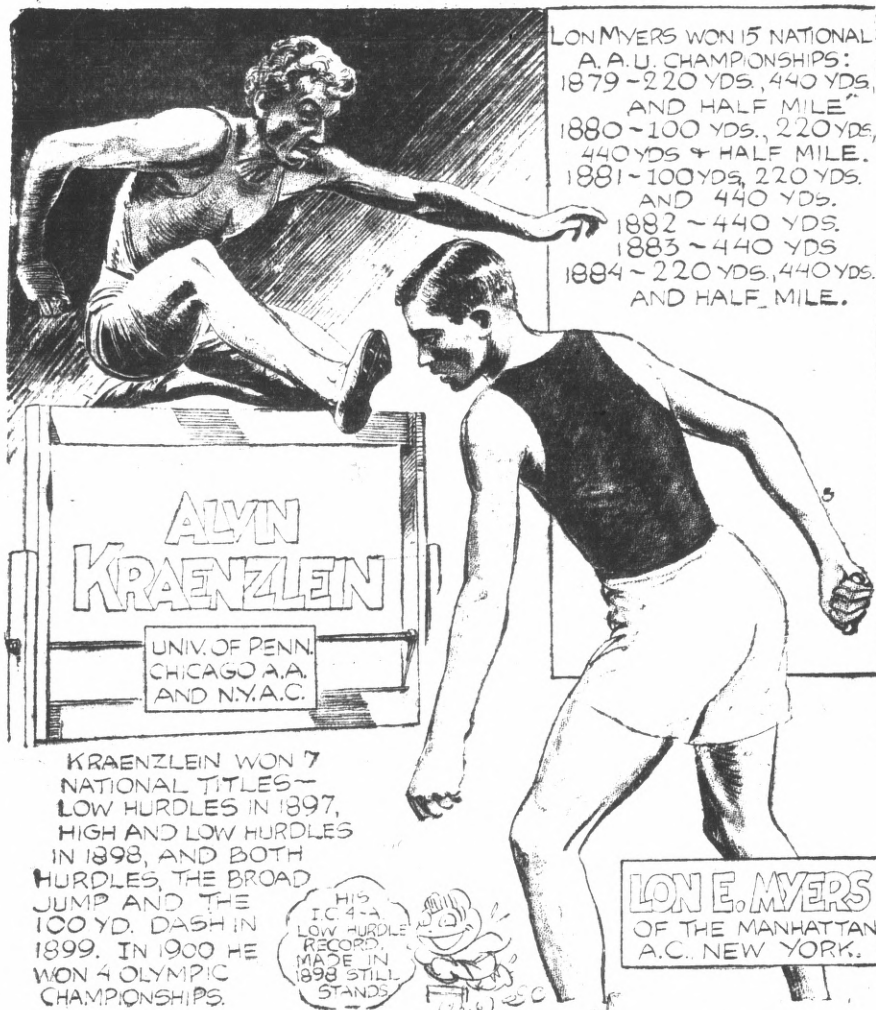 LON MYERS WON 15 NATIONAL
A.A.U. CHAMPIONSHIPS:
1879~220 YDS., 440 YDS,
AND HALF MILE"
1880~100 YDS., 220 YDS,
440 YDS & HALF MILE.
1881~100 YDS, 220 YDS.
AND 440 YDS.
1882~440 YDS.
1883~440 YDS
1884~220 YDS., 440 YDS.
AND HALF MILE.
ALVIN
KRAENZLEIN
UNIV. OF PENN.
CHICAGO A.A.
AND N.Y.A.C.
KRAENZLEIN WON 7
NATIONAL TITLES~
LOW HURDLES IN 1897,
HIGH AND LOW HURDLES
IN 1898, AND BOTH
HURDLES, THE BROAD
JUMP AND THE
100 YD. DASH IN
1899. IN 1900 HE
WON 4 OLYMPIC
CHAMPIONSHIPS.
HIS
I.C.4-A.
LOW HURDLE
RECORD,
MADE IN
1898 STILL
STANDS
LON E. MYERS
OF THE MANHATTAN
A.C. NEW YORK.